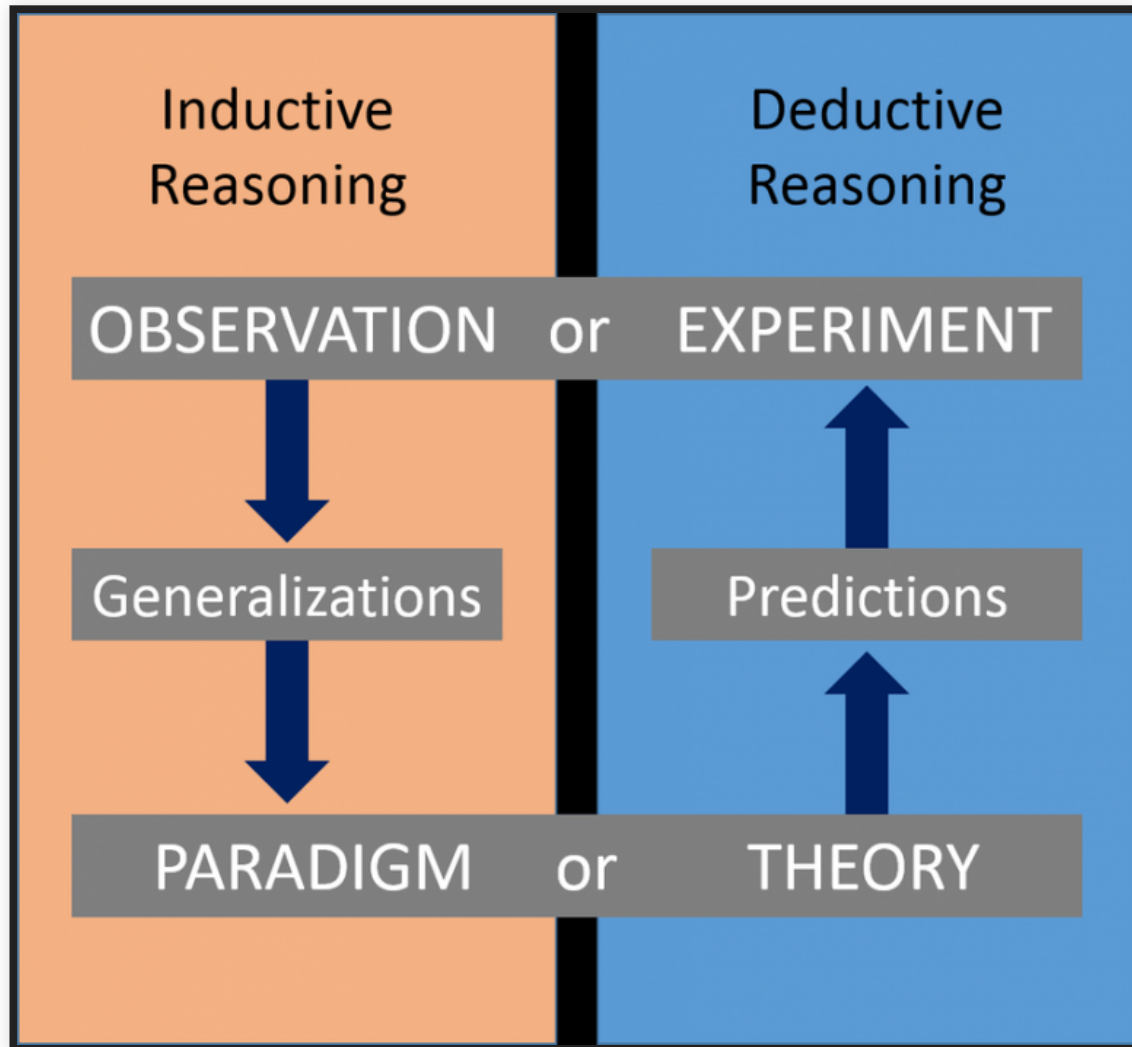 Inductive
Reasoning
Deductive
Reasoning
OBSERVATION or EXPERIMENT
Generalizations
Predictions
PARADIGM or THEORY